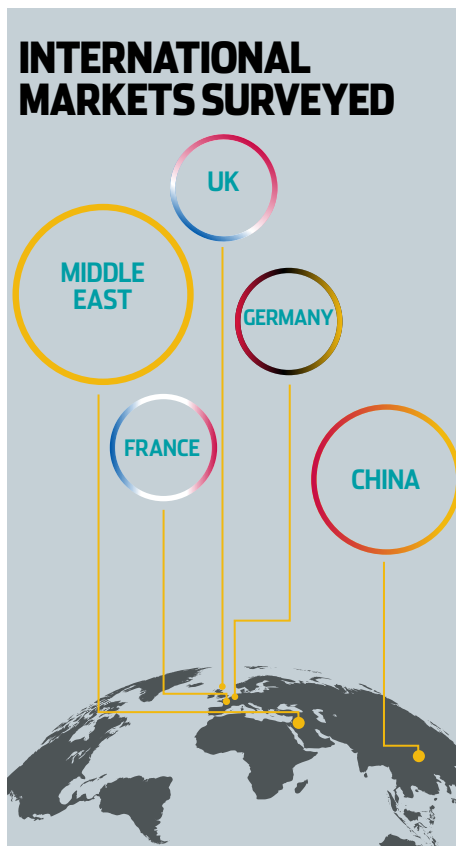 INTERNATIONAL
MARKETS SURVEYED
UK
MIDDLE
EAST
GERMANY
FRANCE
CHINA